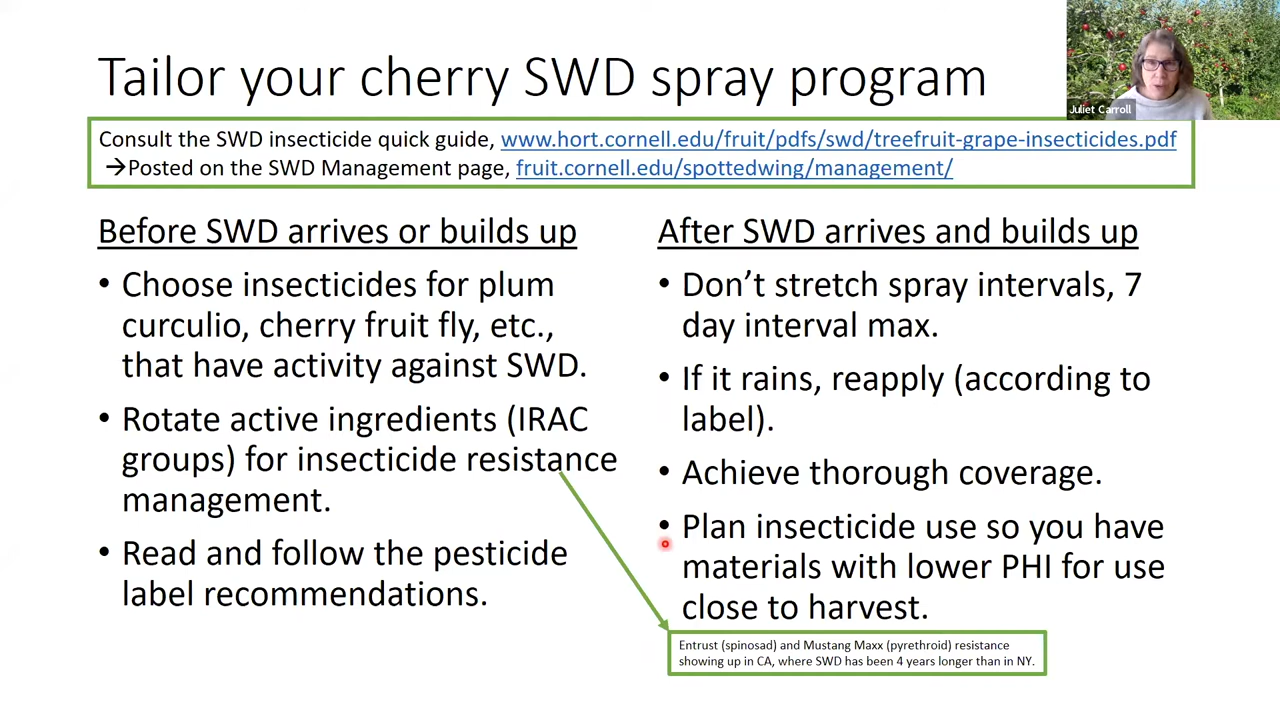 Tailor your cherry SWD spray program
Juliet Carroll
Consult the SWD insecticide quick guide, www.hort.cornell.edu/fruit/pdfs/swd/treefruit-grape-insecticides.pdf
→Posted on the SWD Management page, fruit.cornell.edu/spottedwing/management/
Before SWD arrives or builds up
• Choose insecticides for plum
curculio, cherry fruit fly, etc.,
that have activity against SWD.
• Rotate active ingredients (IRAC
groups) for insecticide resistance
management.
• Read and follow the pesticide
label recommendations.
After SWD arrives and builds up
• Don’t stretch spray intervals, 7
day interval max.
• If it rains, reapply (according to
label).
• Achieve thorough coverage.
• Plan insecticide use so you have
materials with lower PHI for use
close to harvest.
Entrust (spinosad) and Mustang Maxx (pyrethroid) resistance
showing up in CA, where SWD has been 4 years longer than in NY.